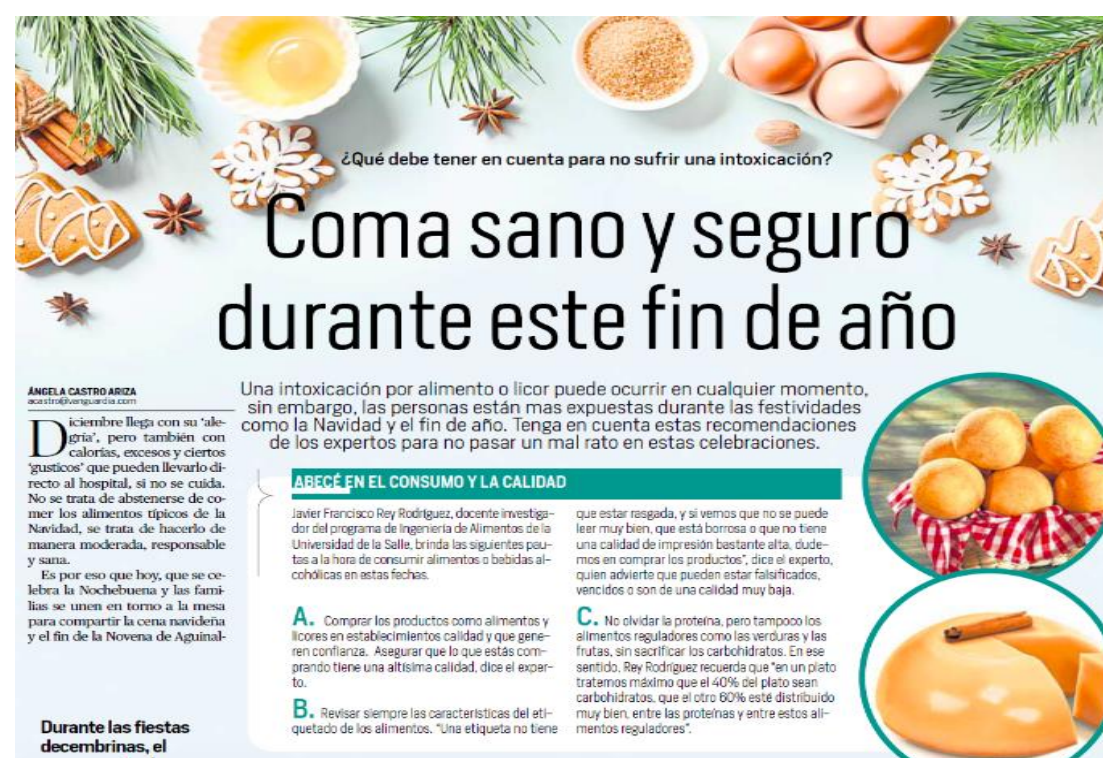 ¿Qué debe tener en cuenta para no sufrir una intoxicación?
Coma sano y seguro
durante este fin de año
Una intoxicación por alimento o licor puede ocurrir en cualquier momento,
sin embargo, las personas están mas expuestas durante las festividades
como la Navidad y el fin de año. Tenga en cuenta estas recomendaciones
de los expertos para no pasar un mal rato en estas celebraciones.
ÁNGELA CASTRO ARIZA
acastro@vanguardia.com
Diciembre llega con su ‘ale-
gría’, pero también con
calorías, excesos y ciertos
‘gusticos’ que pueden llevarlo di-
recto al hospital, si no se cuida.
No se trata de abstenerse de co-
mer los alimentos típicos de la
Navidad, se trata de hacerlo de
manera moderada, responsable
y sana.
Es por eso que hoy, que se ce-
lebra la Nochebuena y las fami-
lias se unen en torno a la mesa
para compartir la cena navideña
y el fin de la Novena de Aguinal-
Durante las fiestas
decembrinas, el
ABECÉ EN EL CONSUMO Y LA CALIDAD
Javier Francisco Rey Rodríguez, docente investiga-
dor del programa de Ingeniería de Alimentos de la
Universidad de la Salle, brinda las siguientes pau-
tas a la hora de consumir alimentos o bebidas al-
cohólicas en estas fechas.
A. Comprar los productos como alimentos y
licores en establecimientos calidad y que gene-
ren confianza. Asegurar que lo que estás com-
prando tiene una altísima calidad, dice el exper-
to.
B. Revisar siempre las características del eti-
quetado de los alimentos. “Una etiqueta no tiene
que estar rasgada, y si vemos que no se puede
leer muy bien, que está borrosa o que no tiene
una calidad de impresión bastante alta, dude-
mos en comprar los productos”, dice el experto,
quien advierte que pueden estar falsificados,
vencidos o son de una calidad muy baja.
C. No olvidar la proteína, pero tampoco los
alimentos reguladores como las verduras y las
frutas, sin sacrificar los carbohidratos. En ese
sentido, Rey Rodríguez recuerda que “en un plato
tratemos máximo que el 40% del plato sean
carbohidratos, que el otro 60% esté distribuido
muy bien, entre las proteínas y entre estos ali-
mentos reguladores”.